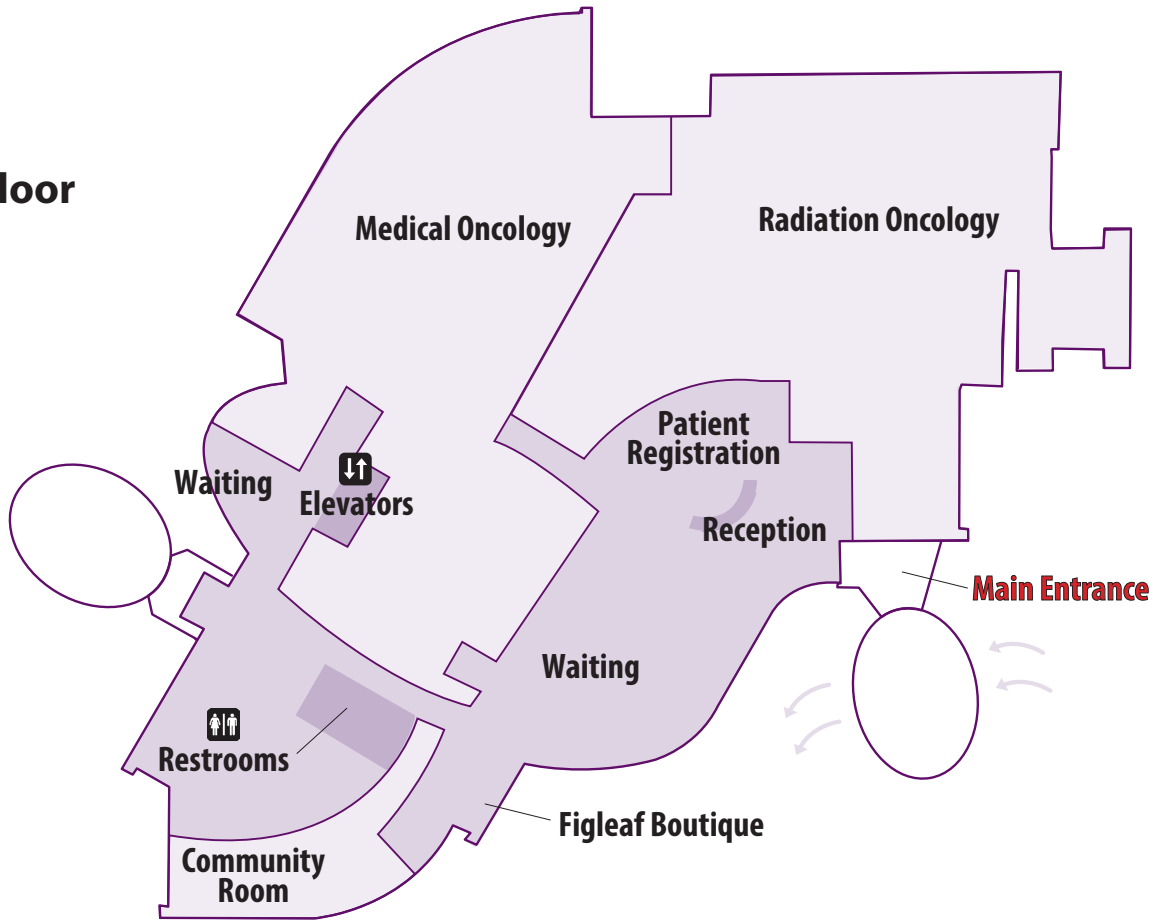 loor
Medical Oncology
Radiation Oncology
Patient
Registration
Waiting
Elevators
Reception
Main Entrance
Waiting
Restrooms
Figleaf Boutique
Community
Room